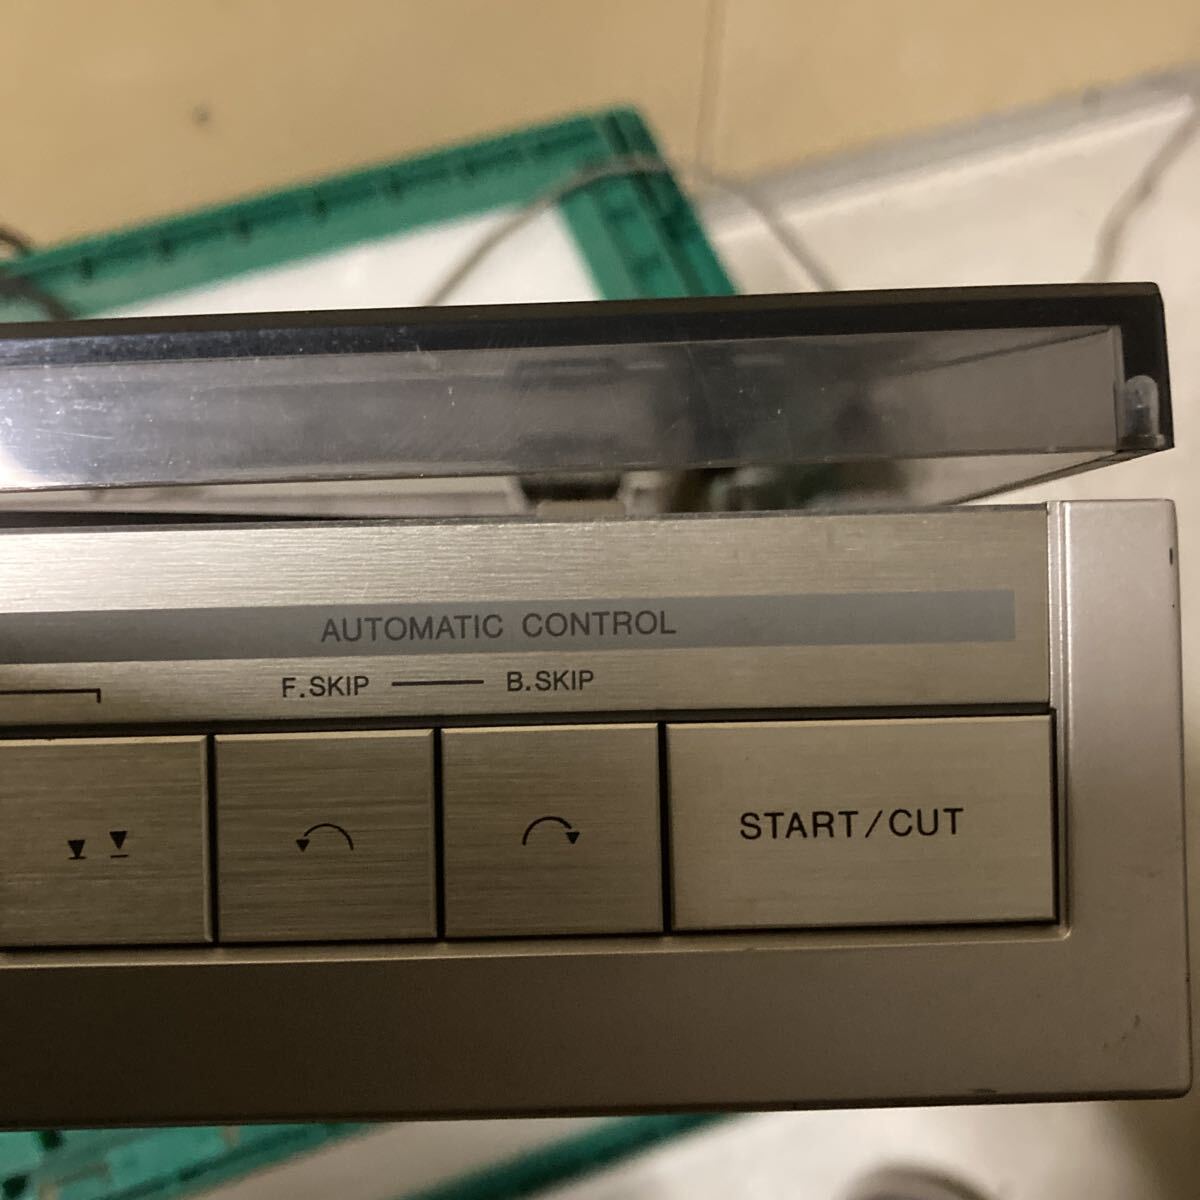 AUTOMATIC CONTROL
F.SKIP — B.SKIP
START/CUT